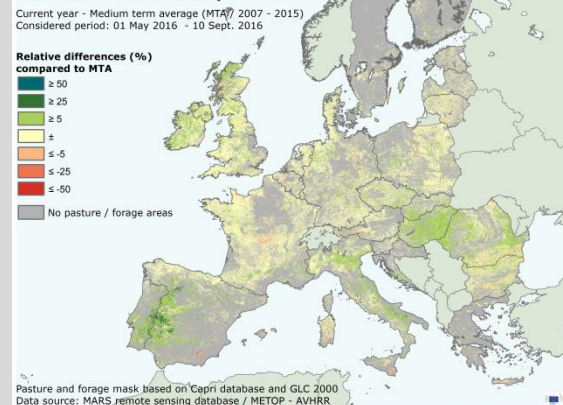 Current year - Medium term average (MTA / 2007 - 2015)
Considered period: 01 May 2016 - 10 Sept. 2016
Relative differences (%)
compared to MTA
≥ 50
≥ 25
≥ 5
±
≤ -5
≤ -25
≤ -50
No pasture / forage areas
Pasture and forage mask based on Capri database and GLC 2000
Data source: MARS remote sensing database / METOP - AVHRR